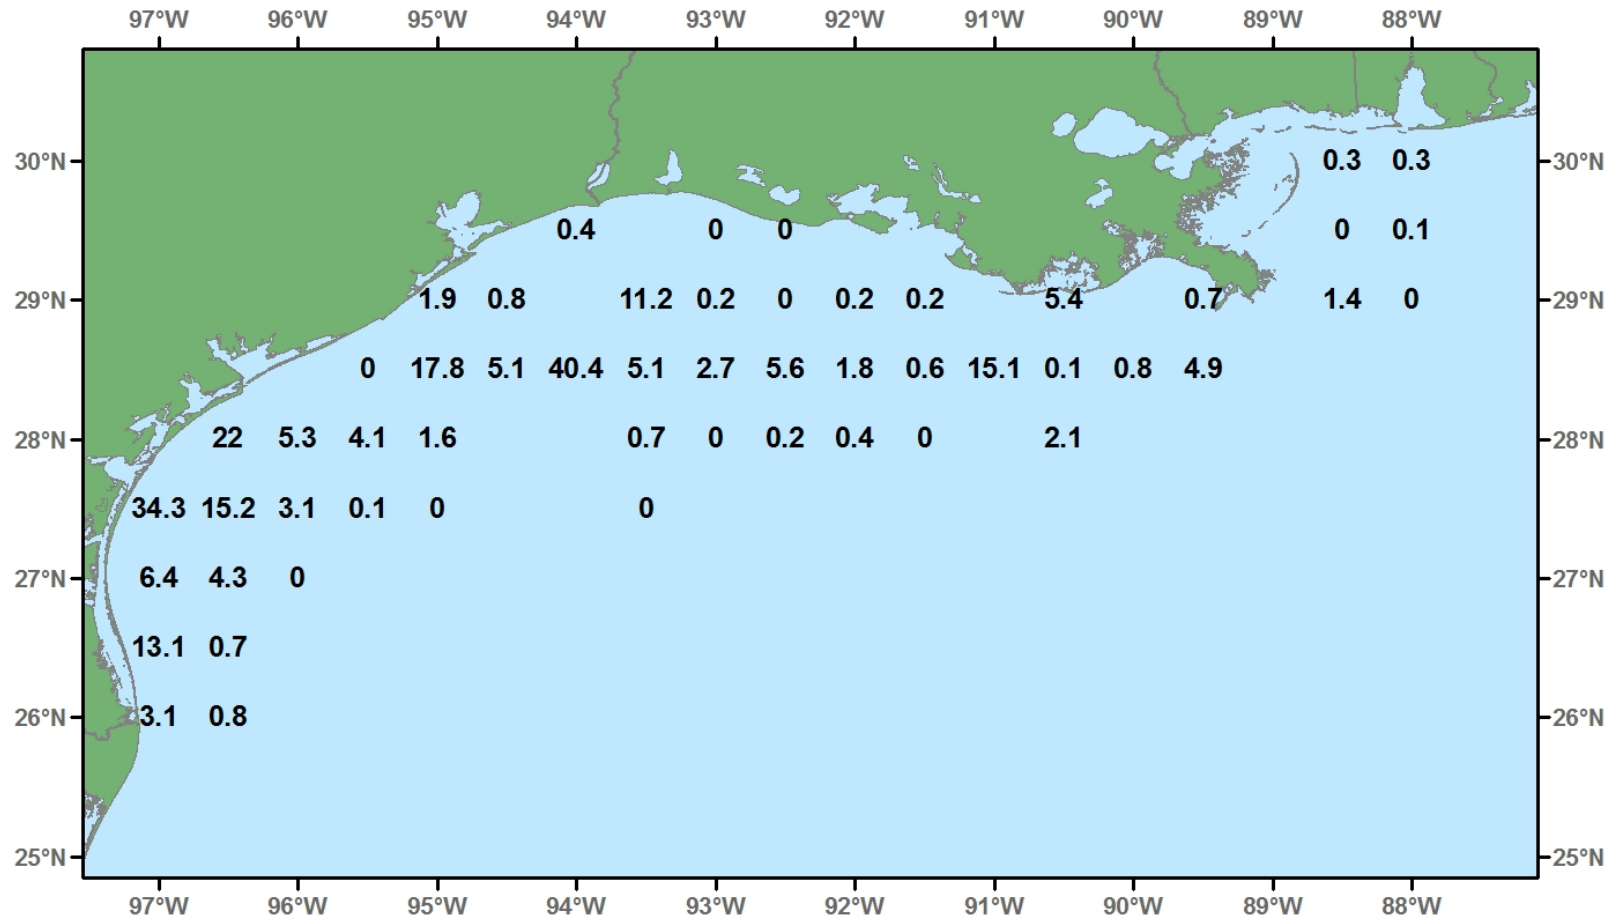 97°W 96°W 95°W 94°W 93°W 92°W 91°W 90°W 89°W 88°W
30°N 0.3 0.3 30°N
0.4 0 0 0 0.1
29°N 1.9 0.8 11.2 0.2 0 0.2 0.2 5.4 0.7 1.4 0 29°N
0 17.8 5.1 40.4 5.1 2.7 5.6 1.8 0.6 15.1 0.1 0.8 4.9
28°N 22 5.3 4.1 1.6 0.7 0 0.2 0.4 0 2.1 28°N
34.3 15.2 3.1 0.1 0 0
27°N 6.4 4.3 0 27°N
13.1 0.7
26°N 3.1 0.8 26°N
25°N 25°N
97°W 96°W 95°W 94°W 93°W 92°W 91°W 90°W 89°W 88°W